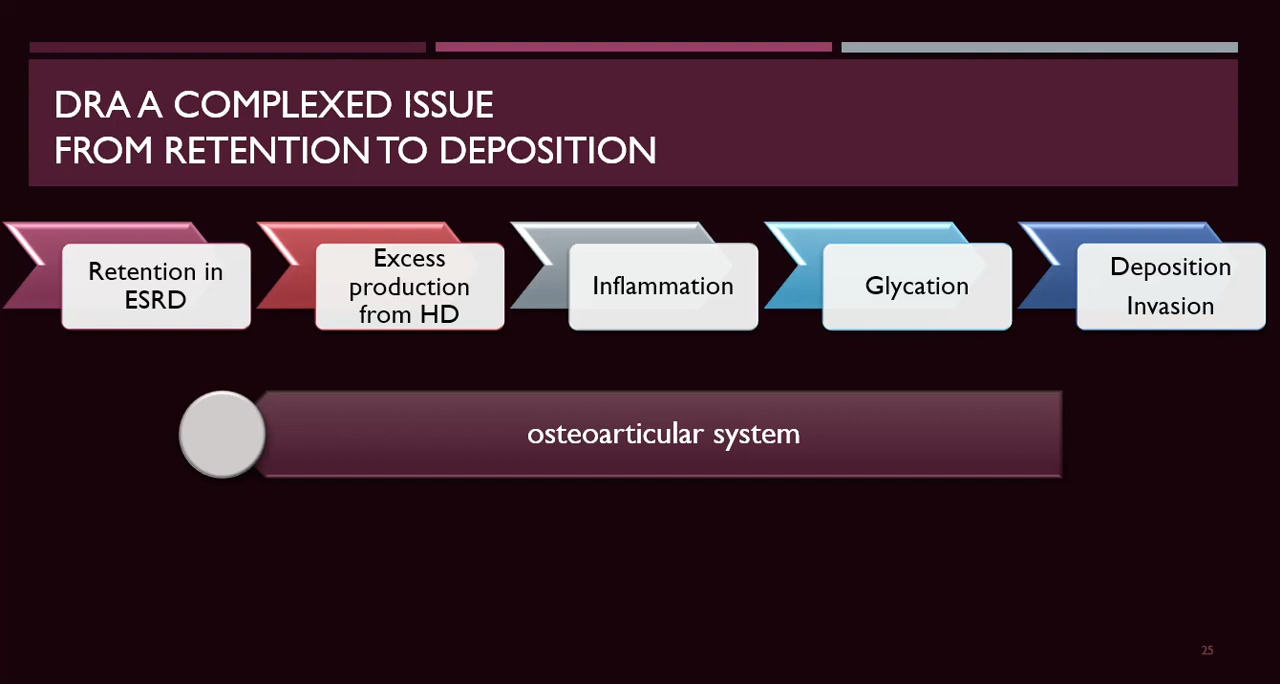 DRA A COMPLEXED ISSUE
FROM RETENTION TO DEPOSITION
Retention in
ESRD
Excess
production
from HD
Inflammation
Glycation
Deposition
Invasion
osteoarticular system
25